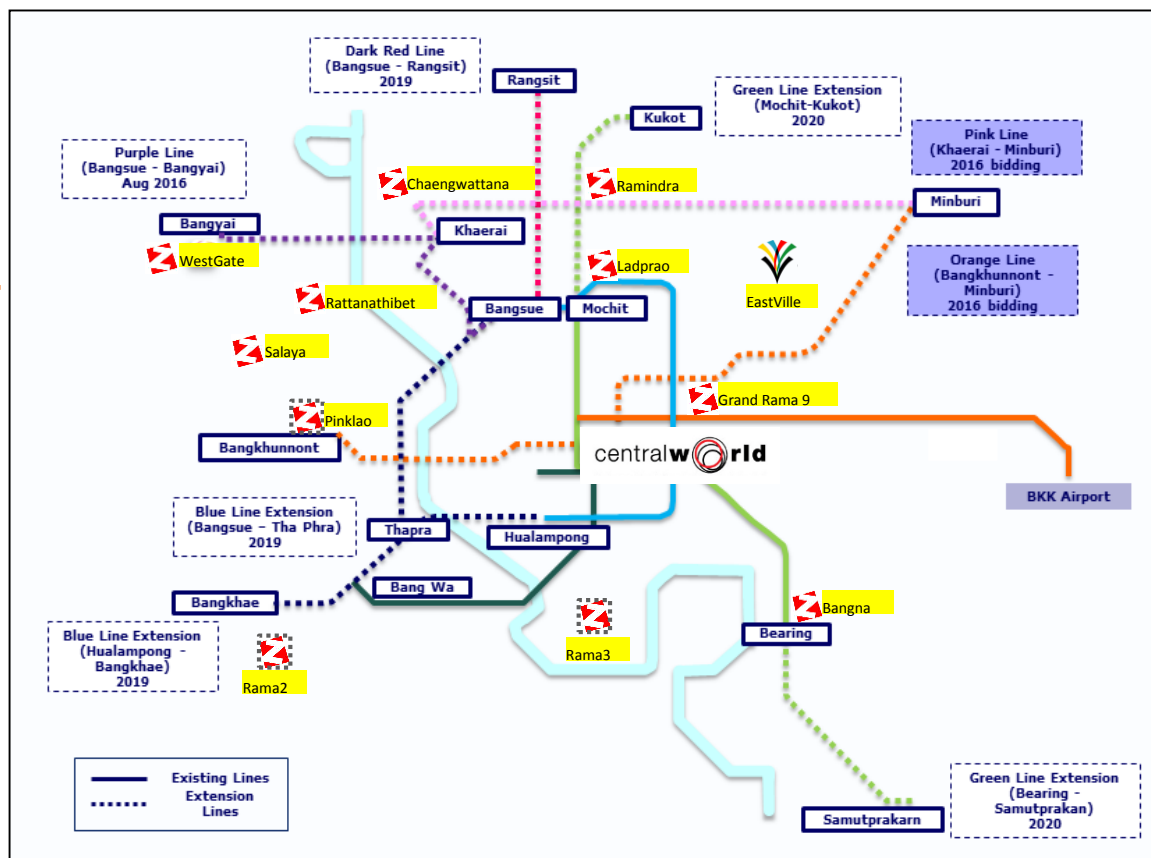 Dark Red Line
(Bangsue - Rangsit)
2019
Rangsit
Kukot
Green Line Extension
(Mochit-Kukot)
2020
Pink Line
(Khaerai - Minburi)
2016 bidding
Purple Line
(Bangsue - Bangyai)
Aug 2016
Chaengwattana
Ramindra
Minburi
Bangyai
Khaerai
WestGate
Ladprao
Orange Line
(Bangkhunnont -
Minburi)
2016 bidding
Rattanathibet
Bangsue
Mochit
EastVille
Salaya
Grand Rama 9
Pinklao
Bangkhunnont
centralworld
BKK Airport
Blue Line Extension
(Bangsue – Tha Phra)
2019
Thapra
Hualampong
Bang Wa
Bangkhae
Bangna
Blue Line Extension
(Hualampong -
Bangkhae)
2019
Bearing
Rama3
Rama2
Existing Lines
Extension
Lines
Green Line Extension
(Bearing -
Samutprakan)
2020
Samutprakarn